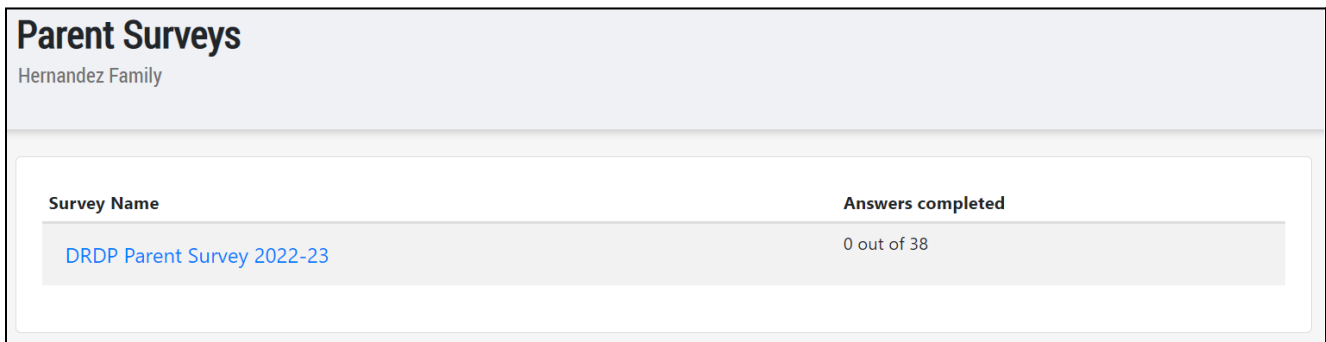 Parent Surveys
Hernandez Family
Survey Name Answers completed
DRDP Parent Survey 2022-23 0 out of 38